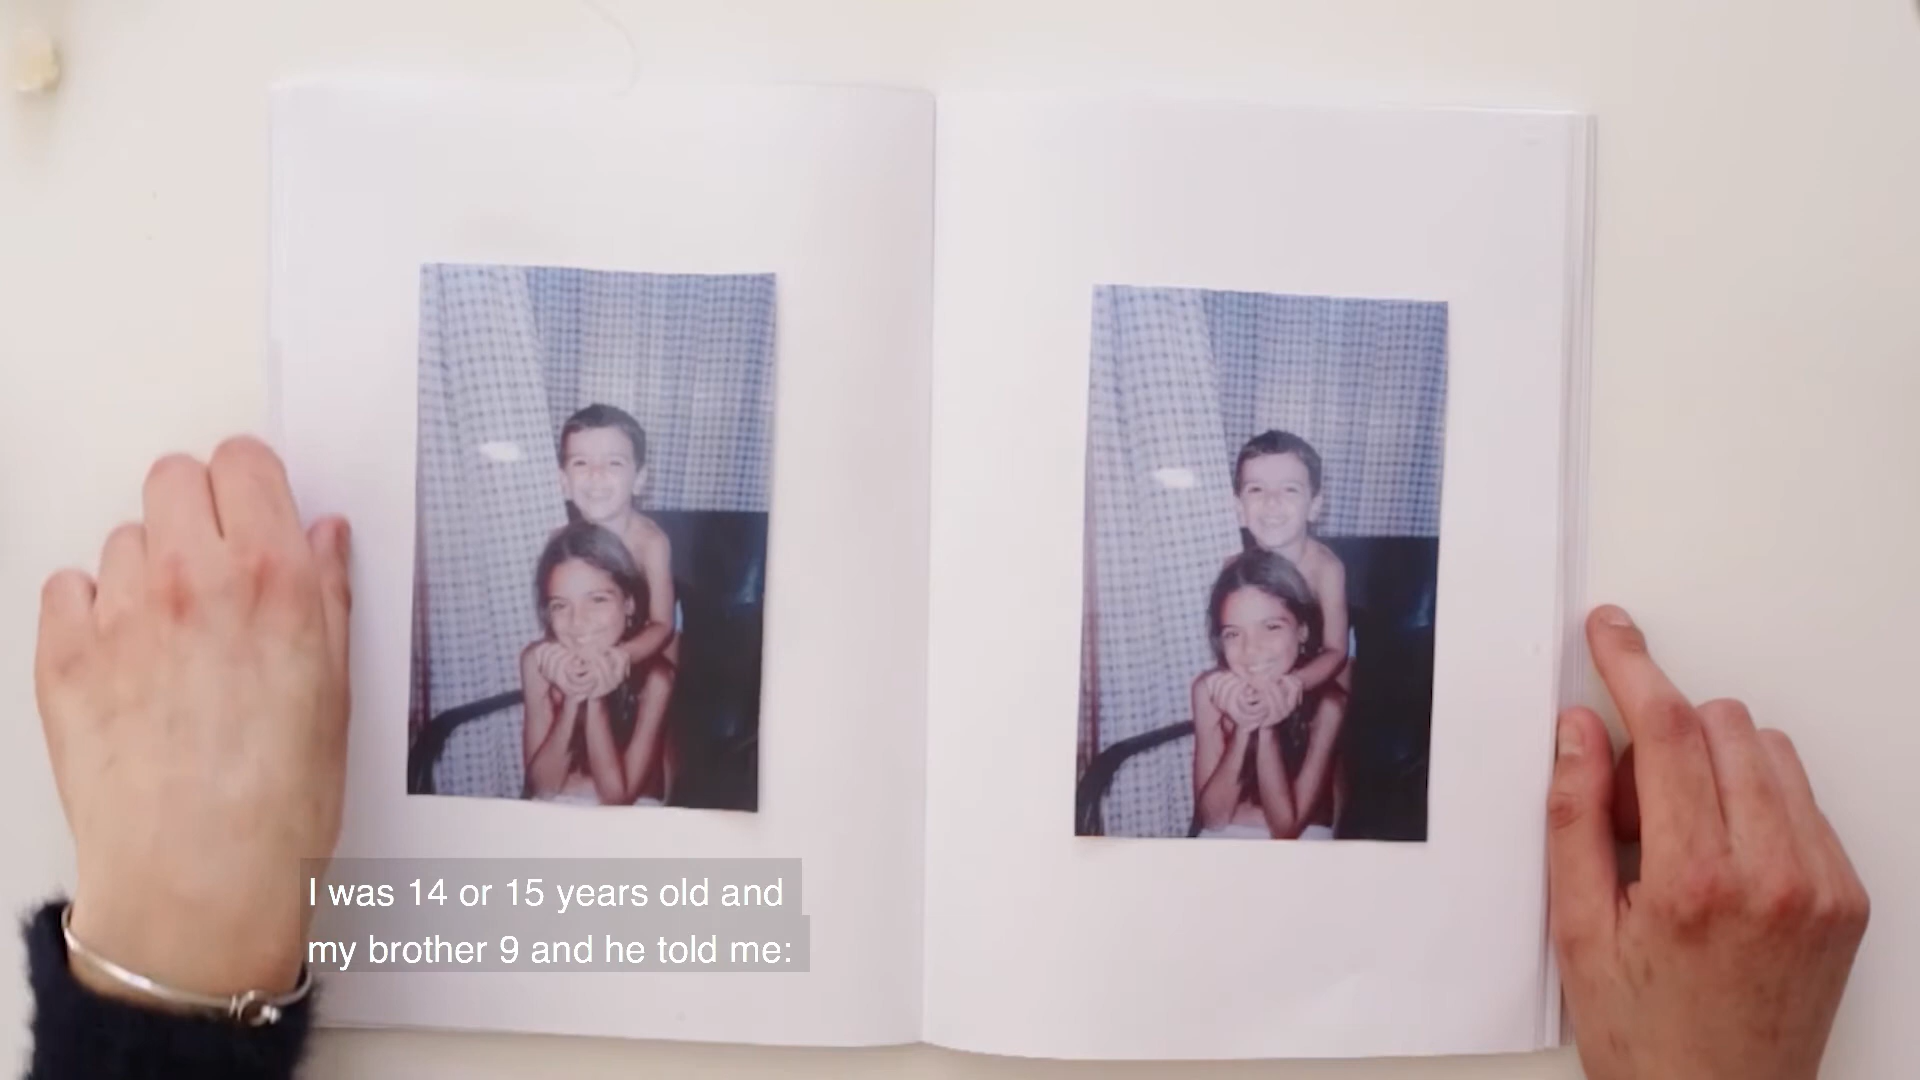 I was 14 or 15 years old and
my brother 9 and he told me: